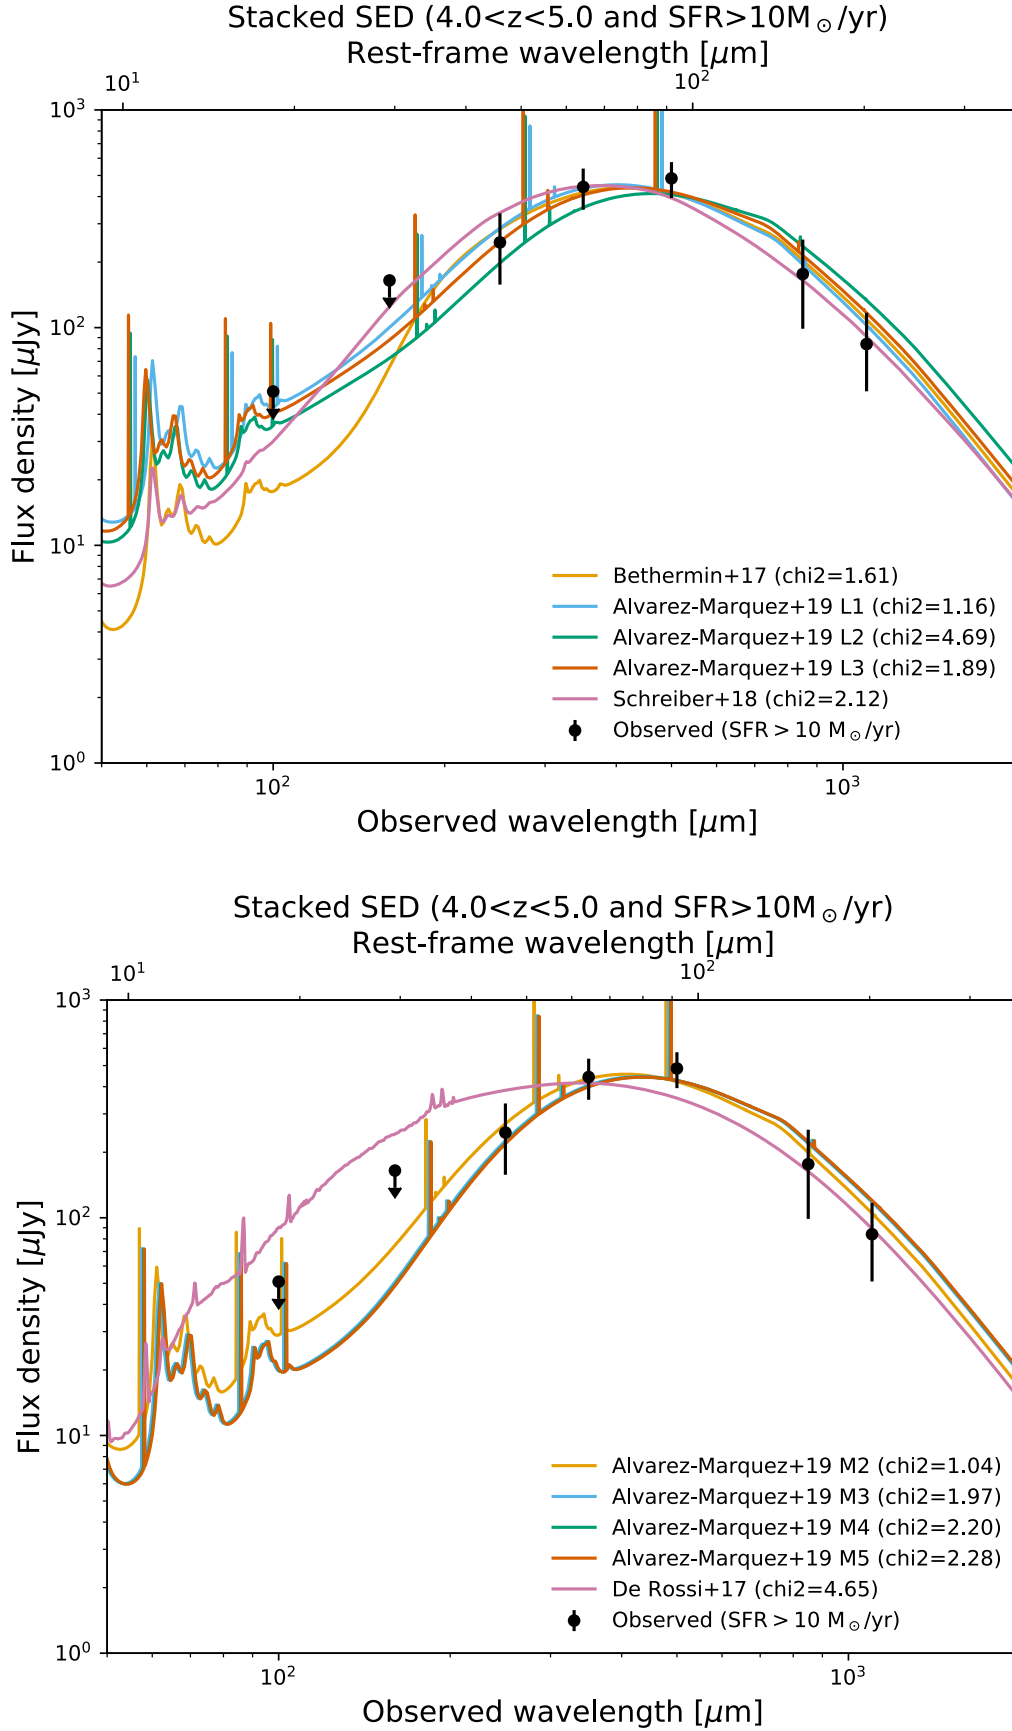 Stacked SED (4.0<z<5.0 and SFR>10M☉/yr)
Rest-frame wavelength [μm]
10¹ 10²
10³
10²
10¹
10⁰
Flux density [μJy]
Bethermin+17 (chi2=1.61)
Alvarez-Marquez+19 L1 (chi2=1.16)
Alvarez-Marquez+19 L2 (chi2=4.69)
Alvarez-Marquez+19 L3 (chi2=1.89)
Schreiber+18 (chi2=2.12)
Observed (SFR > 10 M☉/yr)
10² 10³
Observed wavelength [μm]
Stacked SED (4.0<z<5.0 and SFR>10M☉/yr)
Rest-frame wavelength [μm]
10¹ 10²
10³
10²
10¹
10⁰
Flux density [μJy]
Alvarez-Marquez+19 M2 (chi2=1.04)
Alvarez-Marquez+19 M3 (chi2=1.97)
Alvarez-Marquez+19 M4 (chi2=2.20)
Alvarez-Marquez+19 M5 (chi2=2.28)
De Rossi+17 (chi2=4.65)
Observed (SFR > 10 M☉/yr)
10² 10³
Observed wavelength [μm]